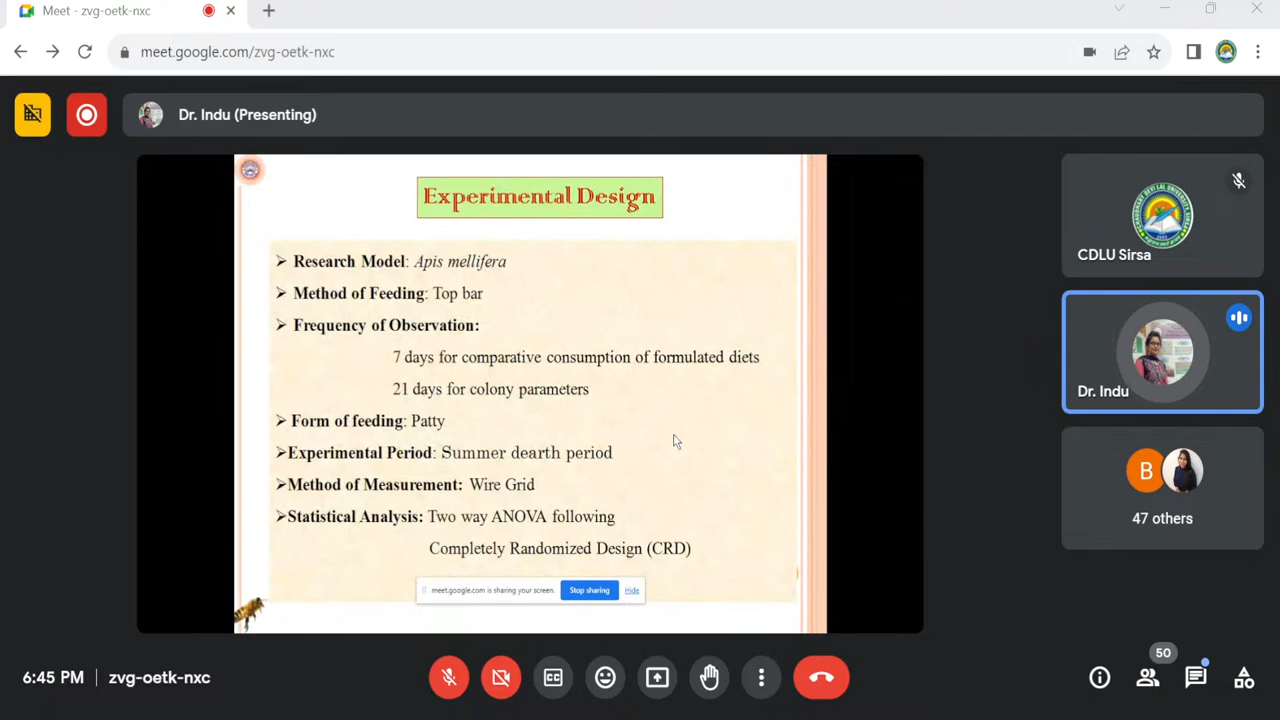 Meet - zvg-oetk-nxc
meet.google.com/zvg-oetk-nxc
Dr. Indu (Presenting)
Experimental Design
➢ Research Model: Apis mellifera
➢ Method of Feeding: Top bar
➢ Frequency of Observation:
7 days for comparative consumption of formulated diets
21 days for colony parameters
➢ Form of feeding: Patty
➢Experimental Period: Summer dearth period
➢Method of Measurement: Wire Grid
➢Statistical Analysis: Two way ANOVA following
Completely Randomized Design (CRD)
meet.google.com is sharing your screen. Stop sharing Hide
CDLU Sirsa
Dr. Indu
B
47 others
6:45 PM | zvg-oetk-nxc
50